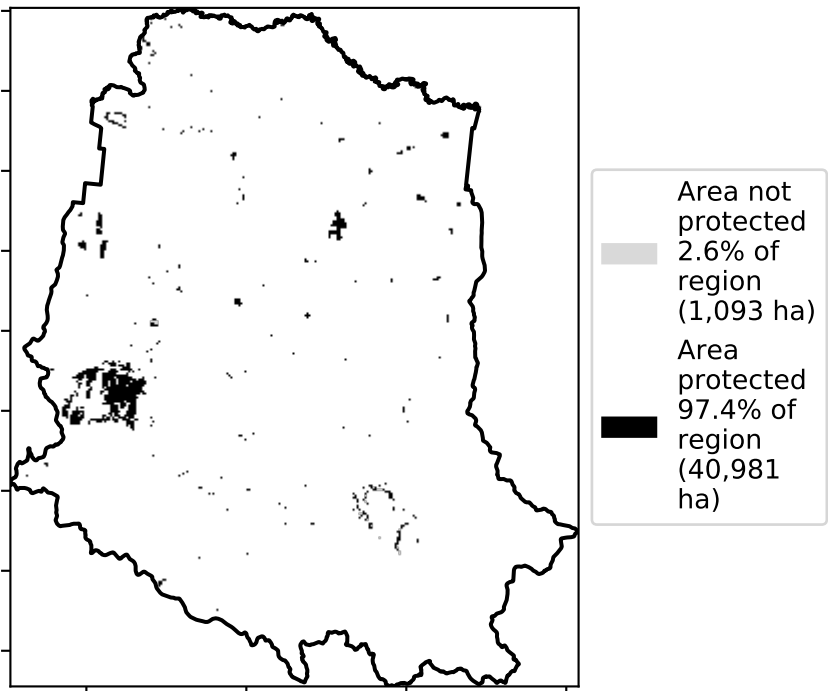 Area not
protected
2.6% of
region
(1,093 ha)
Area
protected
97.4% of
region
(40,981
ha)